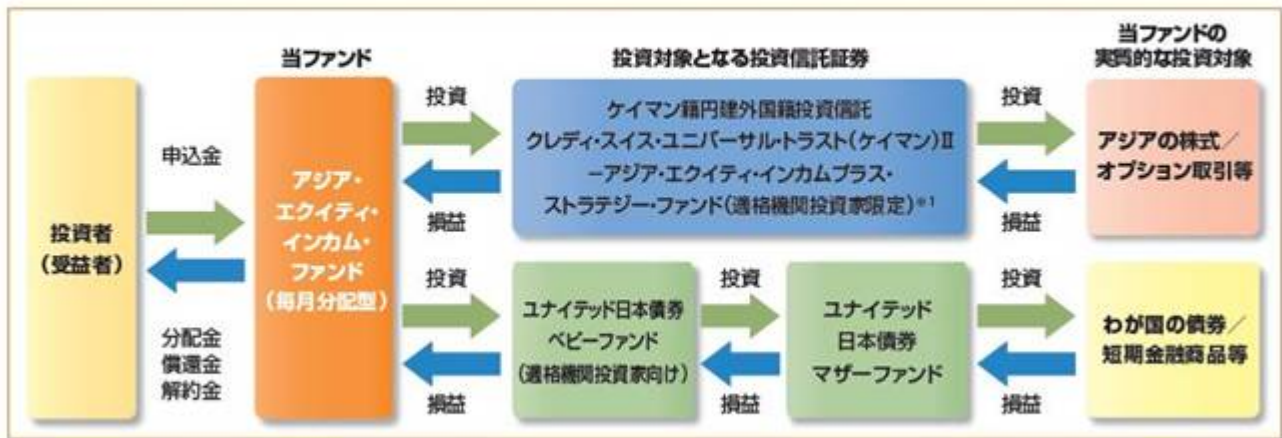 当ファンド
投資対象となる投資信託証券
当ファンドの
実質的な投資対象
投資者
(受益者)
申込金
分配金
償還金
解約金
アジア・
エクイティ・
インカム・
ファンド
(毎月分配型)
投資
損益
ケイマン籍円建外国籍投資信託
クレディ・スイス・ユニバーサル・トラスト(ケイマン)Ⅱ
−アジア・エクイティ・インカムプラス・
ストラテジー・ファンド(適格機関投資家限定)*1
投資
損益
アジアの株式/
オプション取引等
投資
損益
ユナイテッド日本債券
ベビーファンド
(適格機関投資家向け)
投資
損益
ユナイテッド
日本債券
マザーファンド
投資
損益
わが国の債券/
短期金融商品等